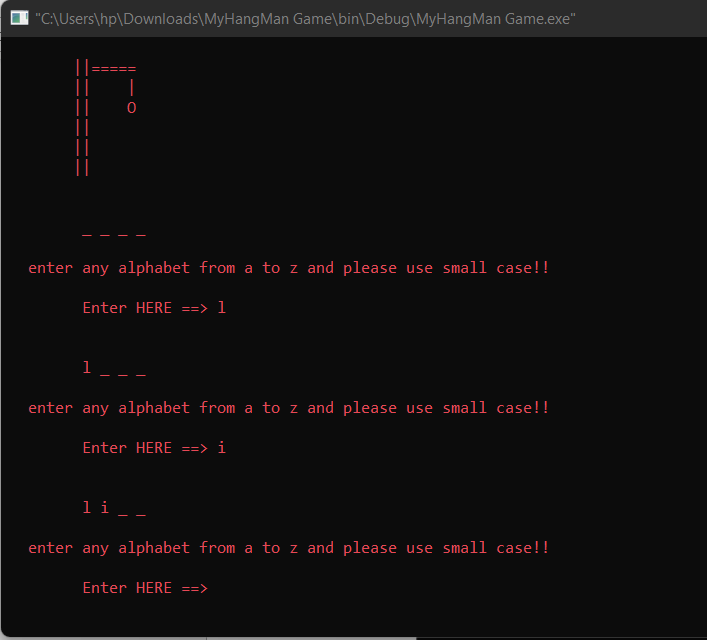 "C:\Users\hp\Downloads\MyHangMan Game\bin\Debug\MyHangMan Game.exe"
||=====
||    |
||    O
||
||
||
_ _ _ _
enter any alphabet from a to z and please use small case!!
Enter HERE ==> l
l _ _ _
enter any alphabet from a to z and please use small case!!
Enter HERE ==> i
l i _ _
enter any alphabet from a to z and please use small case!!
Enter HERE ==>